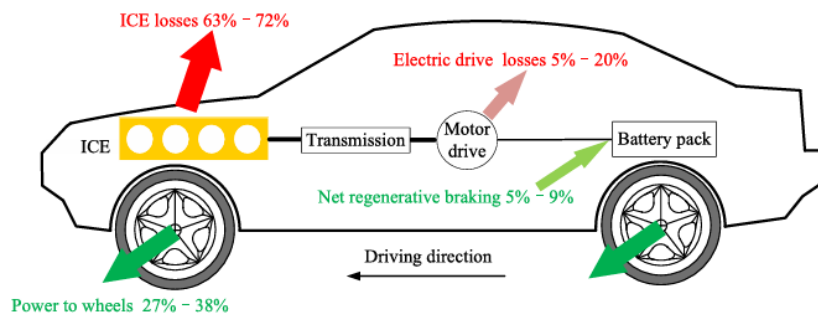 ICE losses 63% - 72%
Electric drive losses 5% - 20%
ICE
Transmission
Motor
drive
Battery pack
Net regenerative braking 5% - 9%
Driving direction
Power to wheels 27% - 38%